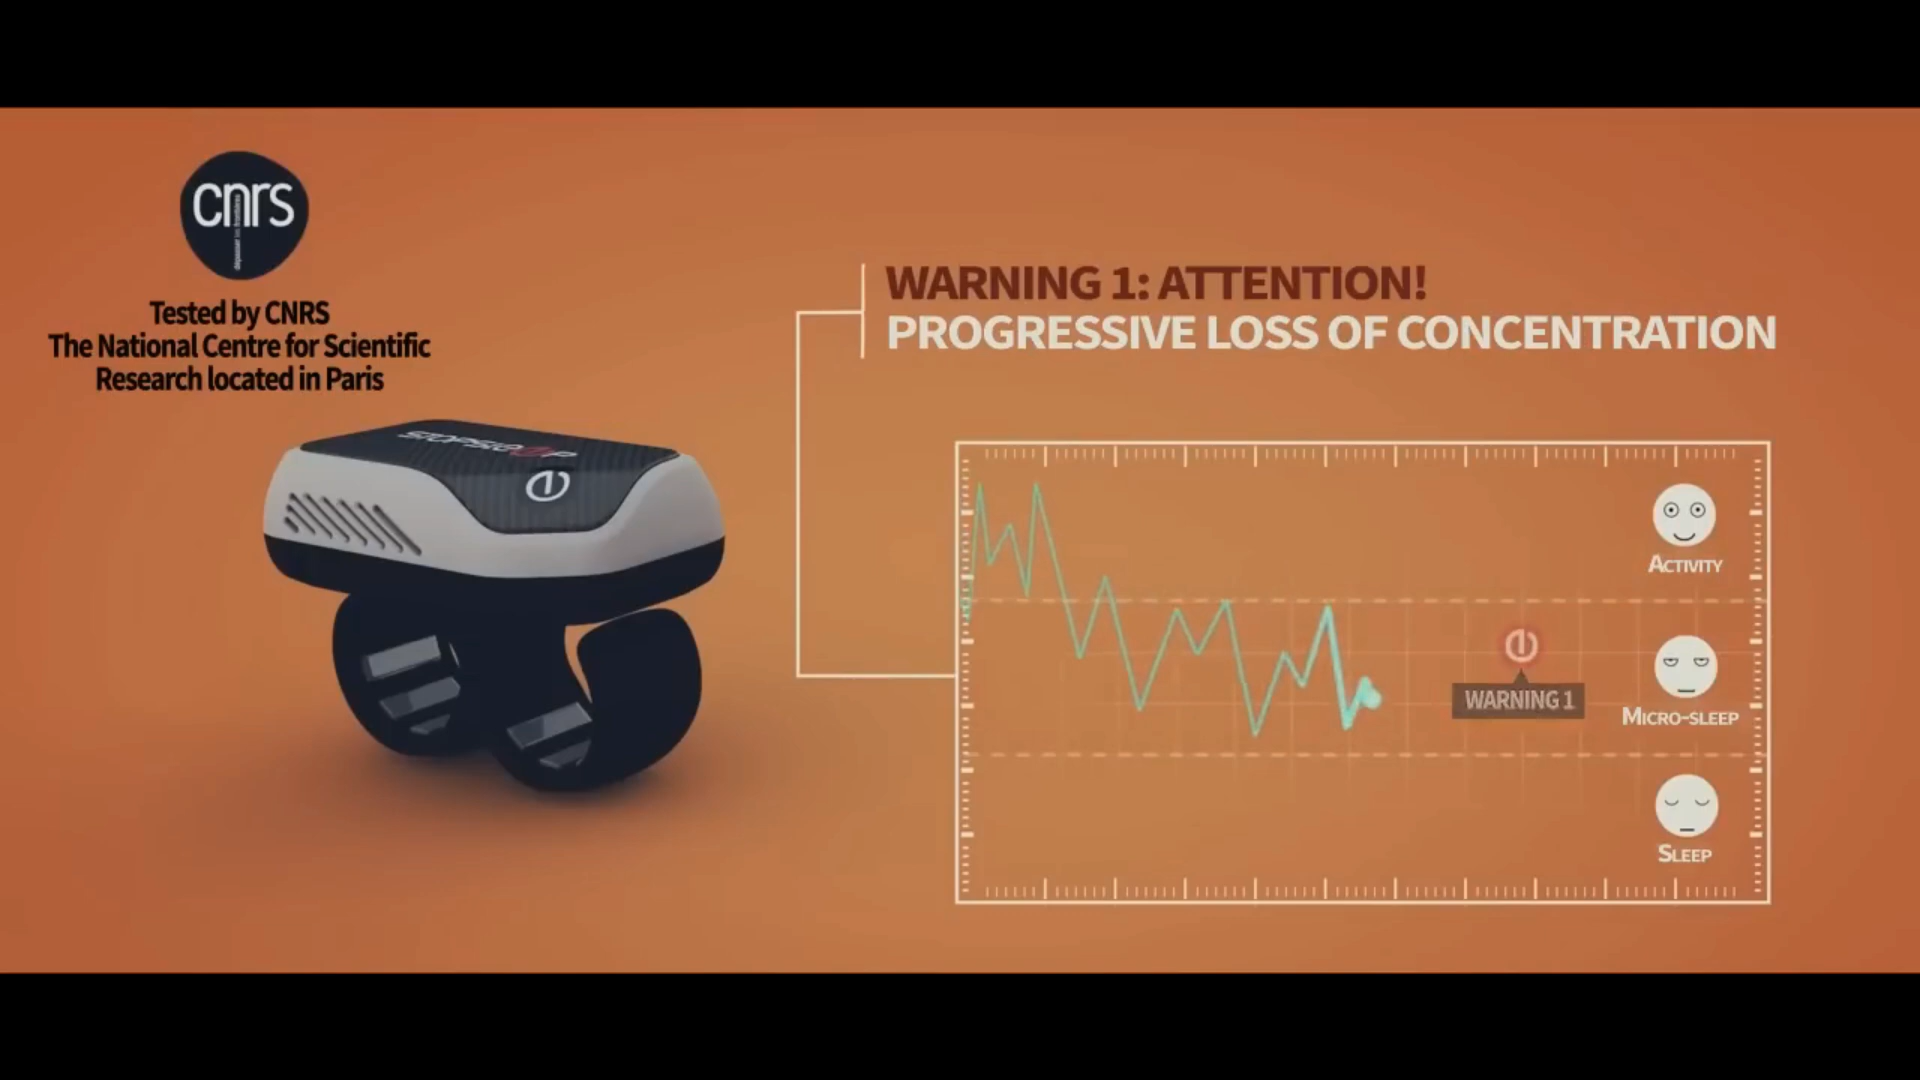 cnrs
Tested by CNRS
The National Centre for Scientific
Research located in Paris
WARNING 1: ATTENTION!
PROGRESSIVE LOSS OF CONCENTRATION
STOPSLEEP
ACTIVITY
WARNING 1
MICRO-SLEEP
SLEEP